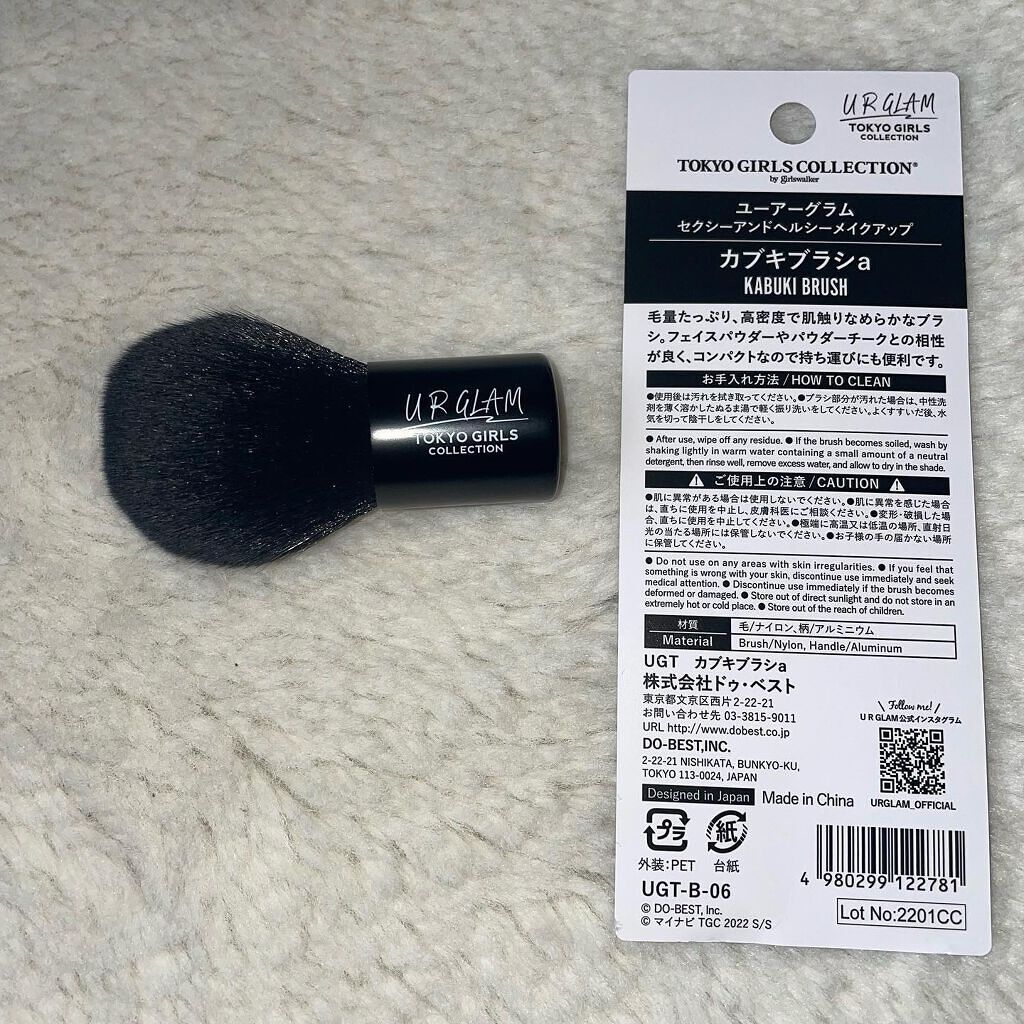 U R GLAM
TOKYO GIRLS
COLLECTION
U R GLAM
TOKYO GIRLS
COLLECTION
TOKYO GIRLS COLLECTION®
by girlswalker
ユーアーグラム
セクシーアンドヘルシーメイクアップ
カブキブラシa
KABUKI BRUSH
毛量たっぷり、高密度で肌触りなめらかなブラ
シ。フェイスパウダーやパウダーチークとの相性
が良く、コンパクトなので持ち運びにも便利です。
お手入れ方法/HOW TO CLEAN
●使用後は汚れを拭き取ってください。●ブラシ部分が汚れた場合は、中性洗
剤を薄く溶かしたぬるま湯で軽く振り洗いをしてください。よくすすいだ後、水
気を切って陰干しをしてください。
● After use, wipe off any residue. ● If the brush becomes soiled, wash by
shaking lightly in warm water containing a small amount of a neutral
detergent, then rinse well, remove excess water, and allow to dry in the shade.
⚠ ご使用上の注意/CAUTION ⚠
●肌に異常がある場合は使用しないでください。●肌に異常を感じた場合
は、直ちに使用を中止し、皮膚科医にご相談ください。●変形・破損した場
合、直ちに使用を中止してください。●極端に高温又は低温の場所、直射日
光の当たる場所には保管しないでください。●お子様の手の届かない場所
に保管してください。
● Do not use on any areas with skin irregularities. ● If you feel that
something is wrong with your skin, discontinue use immediately and seek
medical attention. ● Discontinue use immediately if the brush becomes
deformed or damaged. ● Store out of direct sunlight and do not store in an
extremely hot or cold place. ● Store out of the reach of children.
材質 毛/ナイロン、柄/アルミニウム
Material Brush/Nylon, Handle/Aluminum
UGT カブキブラシa
株式会社ドゥ・ベスト
東京都文京区西片2-22-21
お問い合わせ先 03-3815-9011
URL http://www.dobest.co.jp
DO-BEST,INC.
2-22-21 NISHIKATA, BUNKYO-KU,
TOKYO 113-0024, JAPAN
Designed in Japan Made in China
\ Follow me! /
U R GLAM公式インスタグラム
URGLAM_OFFICIAL
プラ 紙
外装:PET 台紙
UGT-B-06
© DO-BEST, Inc.
© マイナビ TGC 2022 S/S
4 980299 122781
Lot No:2201CC